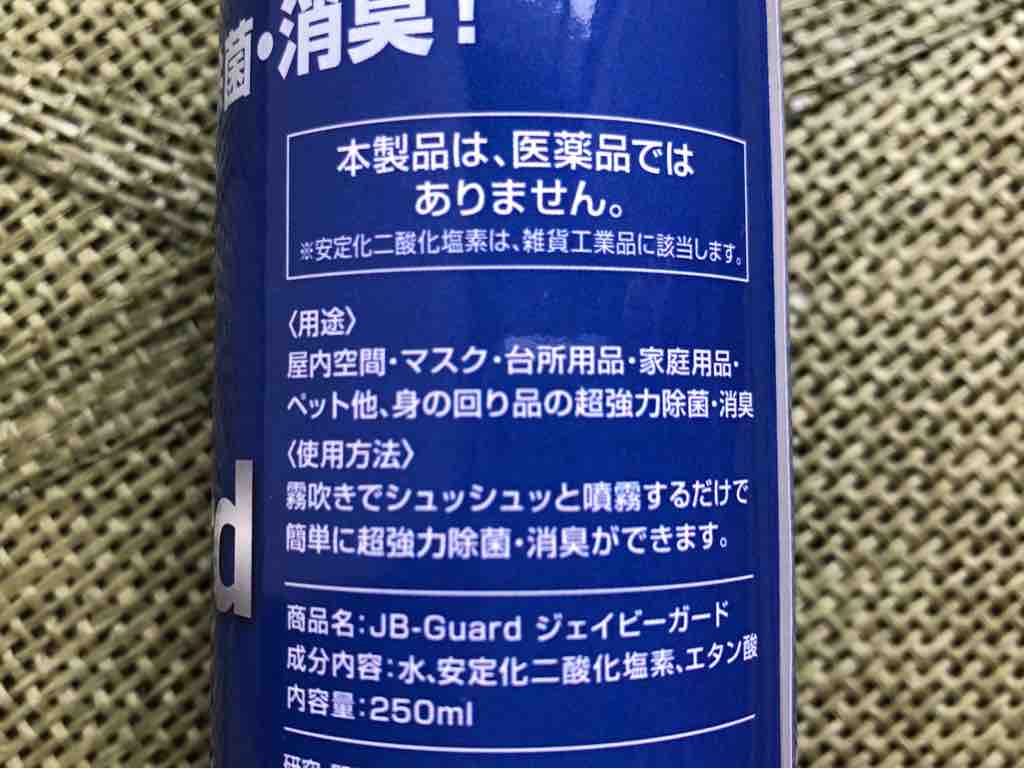 菌・消臭！
本製品は、医薬品では
ありません。
※安定化二酸化塩素は、雑貨工業品に該当します。
〈用途〉
屋内空間・マスク・台所用品・家庭用品・
ペット他、身の回り品の超強力除菌・消臭
〈使用方法〉
霧吹きでシュッシュッと噴霧するだけで
簡単に超強力除菌・消臭ができます。
d
商品名：JB-Guard ジェイビーガード
成分内容：水、安定化二酸化塩素、エタン酸
内容量：250ml